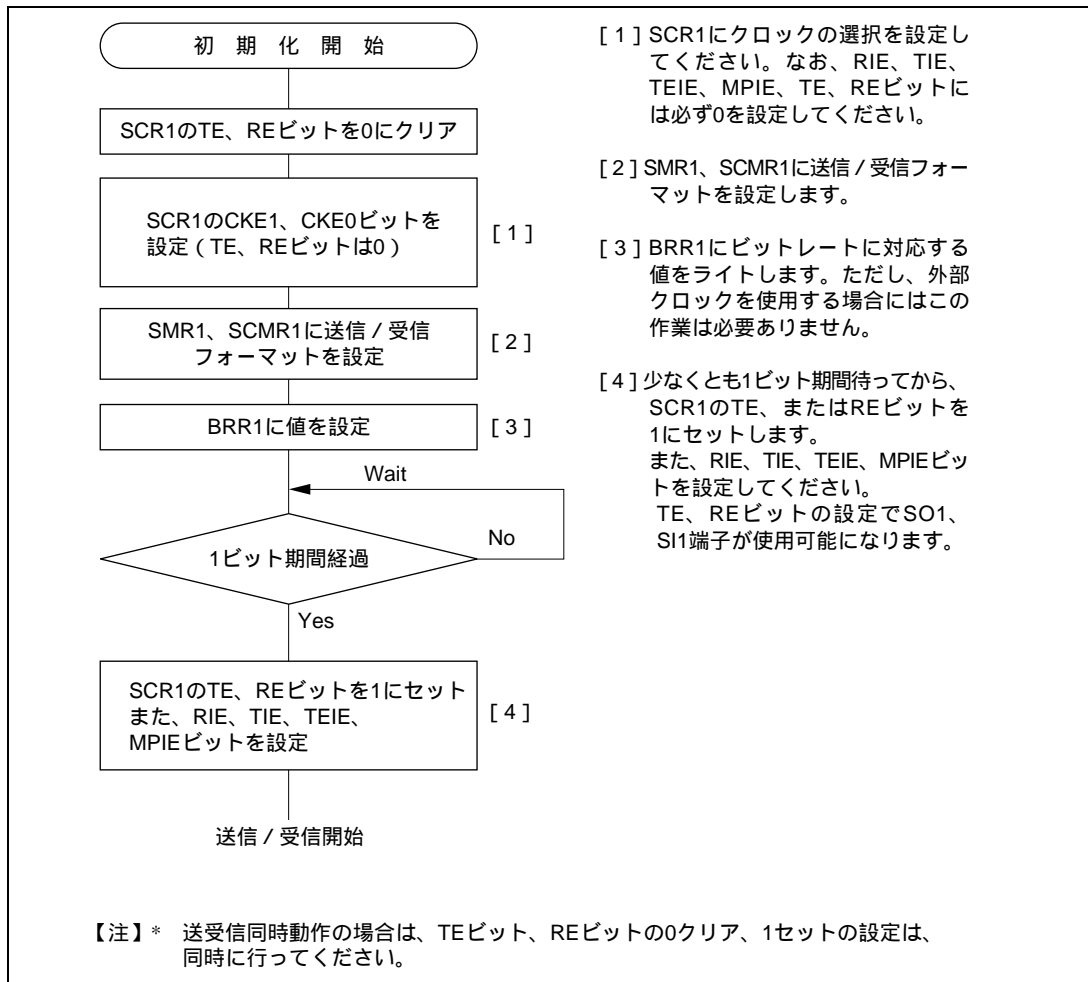 初期化開始
SCR1のTE、REビットを0にクリア
SCR1のCKE1、CKE0ビットを
設定（TE、REビットは0）
[1]
SMR1、SCMR1に送信／受信
フォーマットを設定
[2]
BRR1に値を設定
[3]
Wait
1ビット期間経過
No
Yes
SCR1のTE、REビットを1にセット
また、RIE、TIE、TEIE、
MPIEビットを設定
[4]
送信／受信開始
[1]SCR1にクロックの選択を設定し
てください。なお、RIE、TIE、
TEIE、MPIE、TE、REビットに
は必ず0を設定してください。
[2]SMR1、SCMR1に送信／受信フォー
マットを設定します。
[3]BRR1にビットレートに対応する
値をライトします。ただし、外部
クロックを使用する場合にはこの
作業は必要ありません。
[4]少なくとも1ビット期間待ってから、
SCR1のTE、またはREビットを
1にセットします。
また、RIE、TIE、TEIE、MPIEビッ
トを設定してください。
TE、REビットの設定でSO1、
SI1端子が使用可能になります。
【注】* 送受信同時動作の場合は、TEビット、REビットの0クリア、1セットの設定は、
同時に行ってください。